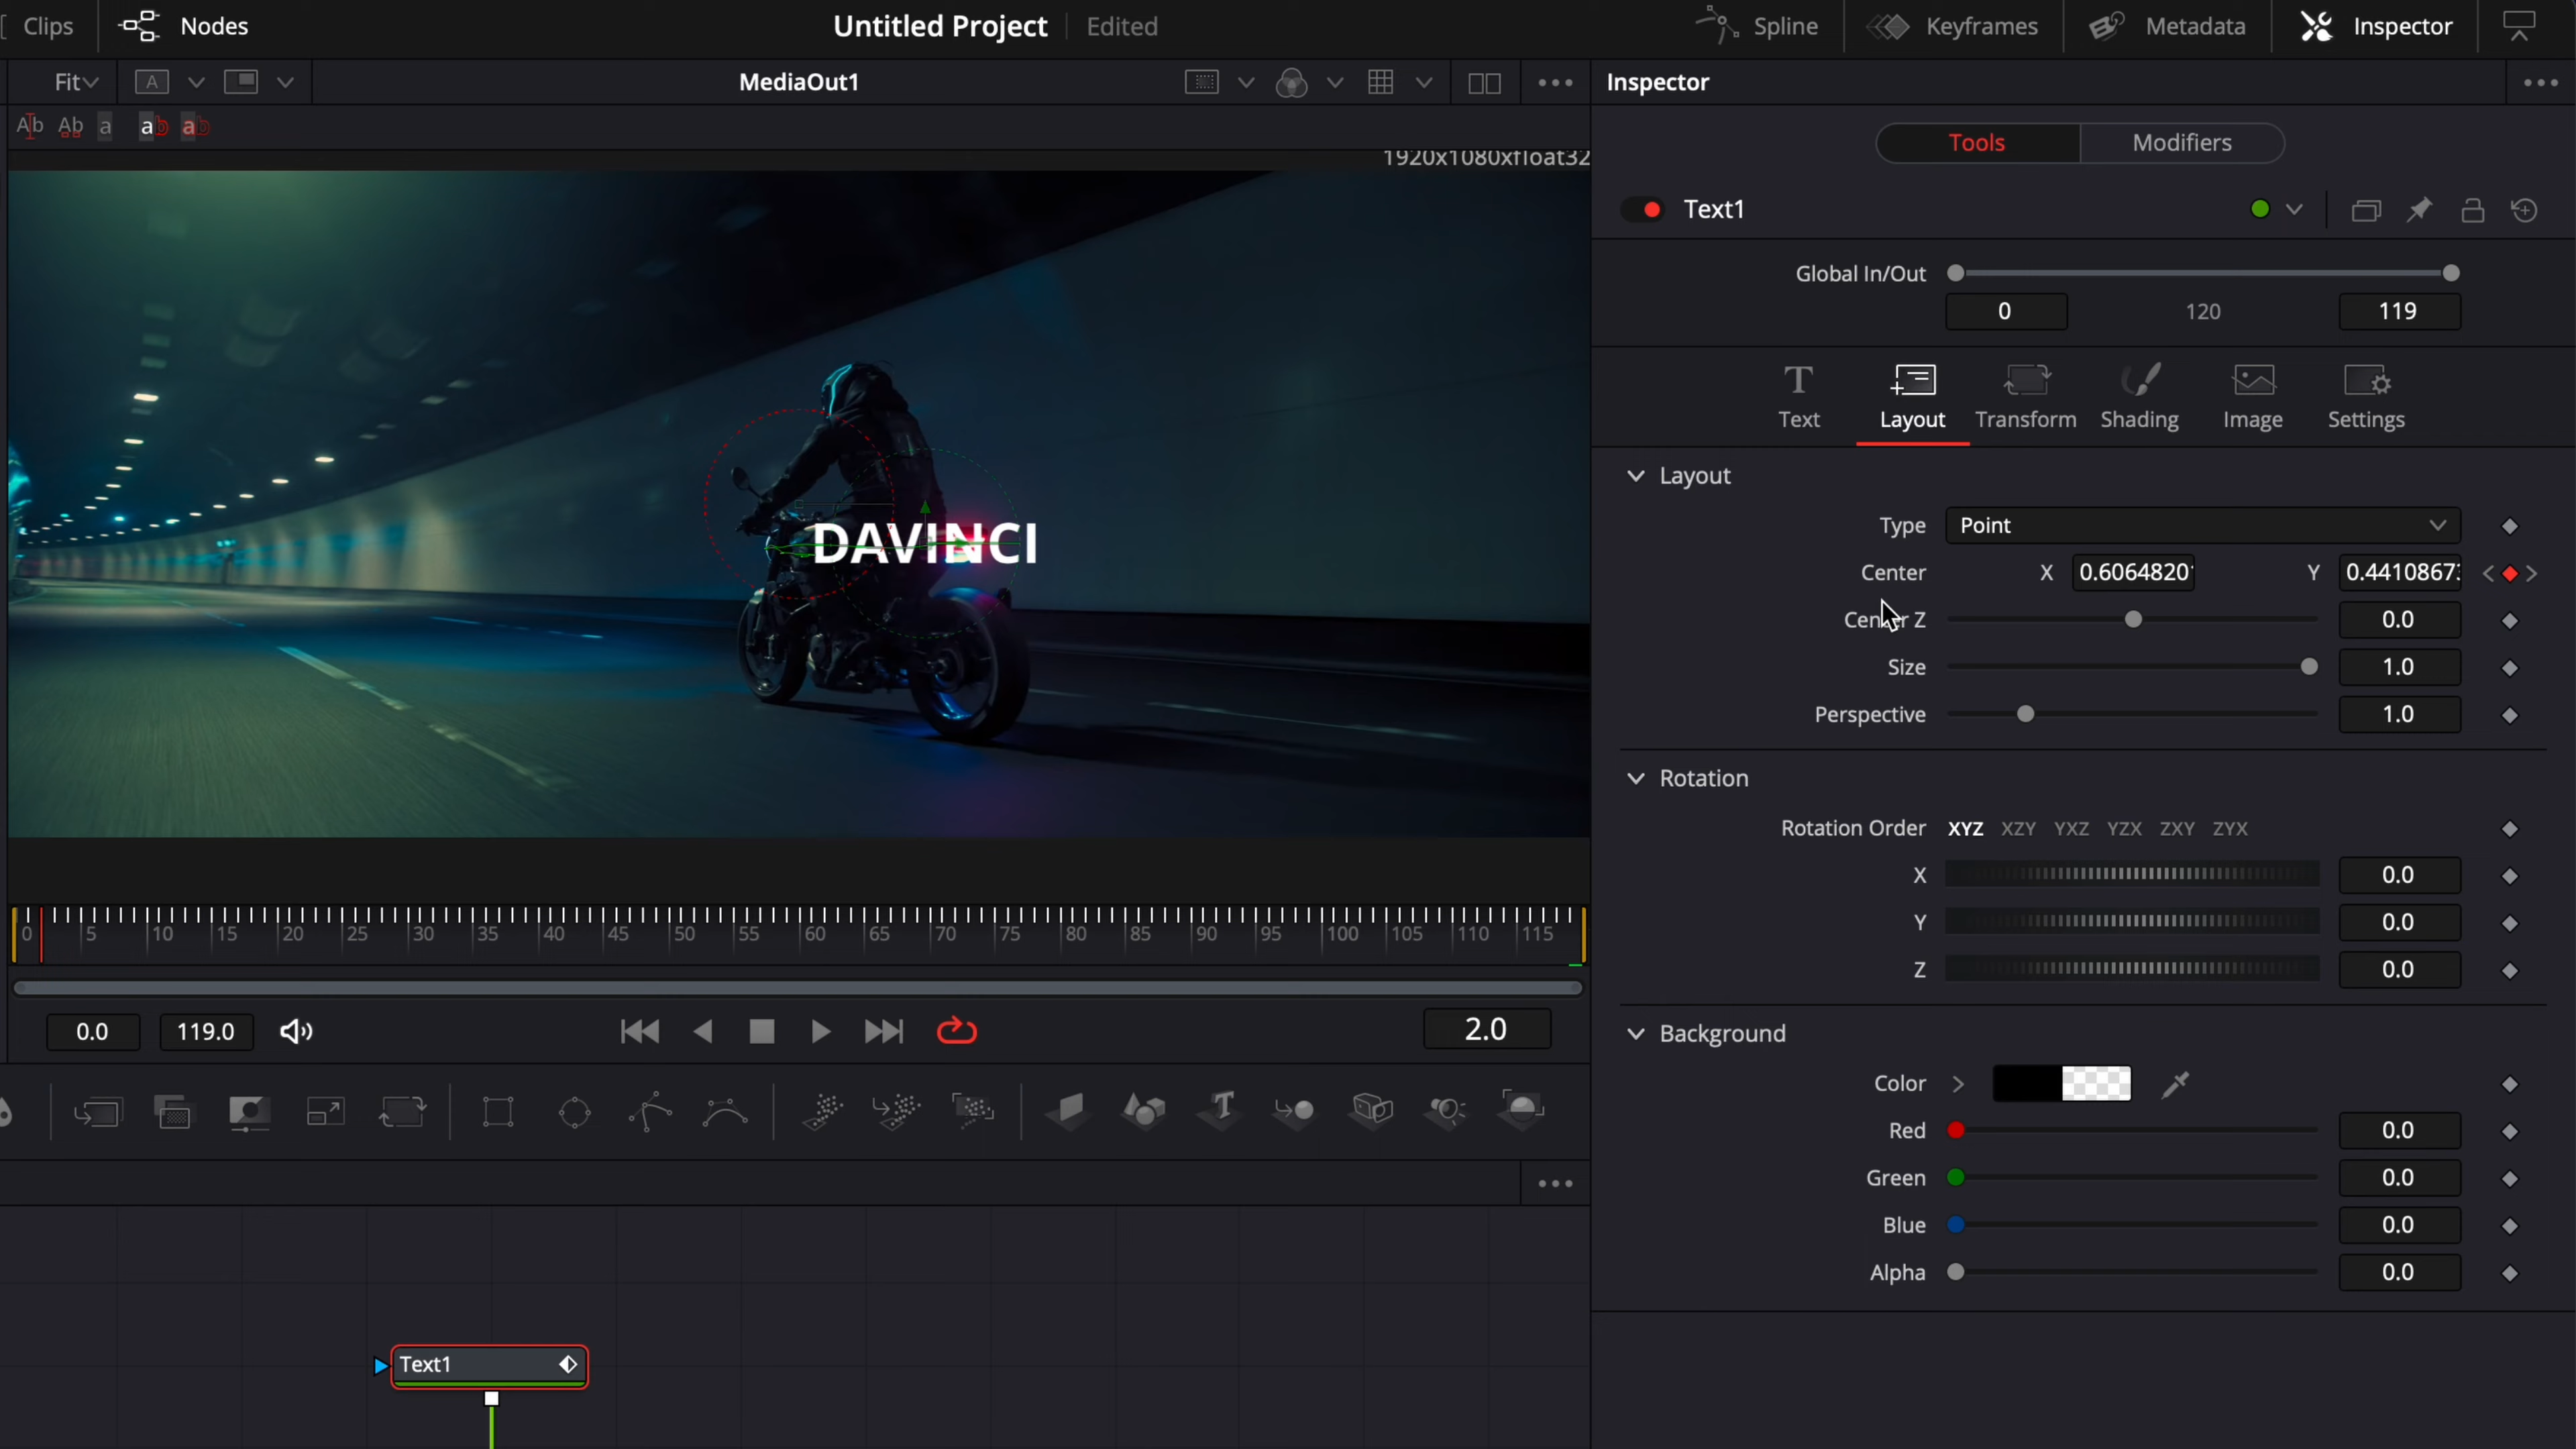 Clips Nodes Untitled Project Edited Spline Keyframes Metadata Inspector
Fit A MediaOut1 Inspector
Ab Ab a ab ab
1920x1080xfloat32
Tools Modifiers
Text1
Global In/Out
0 120 119
Text Layout Transform Shading Image Settings
Layout
Type Point
Center X 0.6064820 Y 0.4410867
Center Z 0.0
Size 1.0
Perspective 1.0
DAVINCI
Rotation
Rotation Order XYZ XZY YXZ YZX ZXY ZYX
X 0.0
Y 0.0
Z 0.0
0 5 10 15 20 25 30 35 40 45 50 55 60 65 70 75 80 85 90 95 100 105 110 115
0.0 119.0 2.0
Background
Color
Red 0.0
Green 0.0
Blue 0.0
Alpha 0.0
Text1